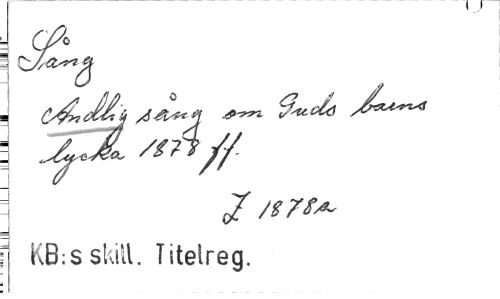 Sång
Andlig sång om Guds barns
lycka 1878 ff.
Z 1878a
KB:s skill. Titelreg.